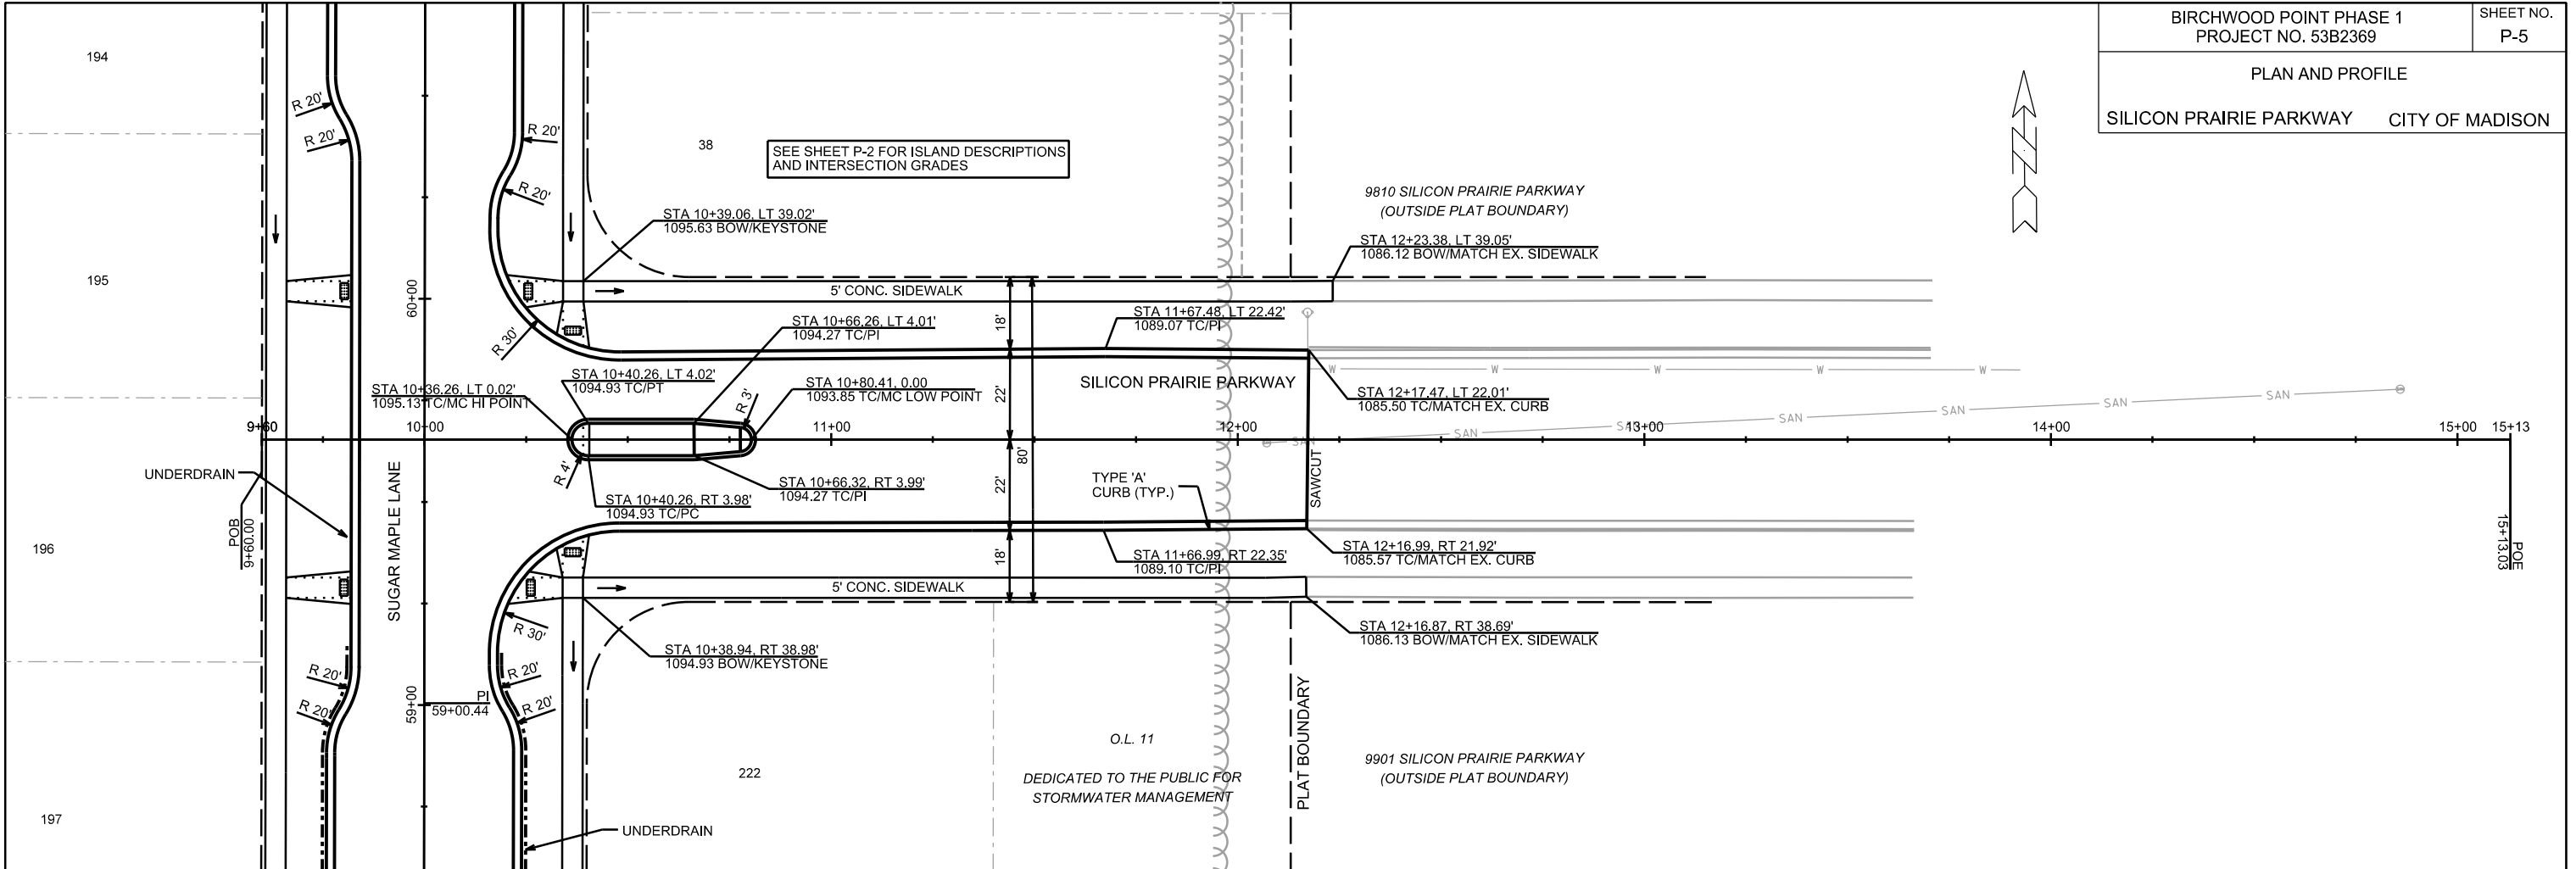 BIRCHWOOD POINT PHASE 1
PROJECT NO. 53B2369
SHEET NO.
P-5
PLAN AND PROFILE
SILICON PRAIRIE PARKWAY CITY OF MADISON
194
195
196
197
R 20'
R 20'
R 20'
R 20'
38
SEE SHEET P-2 FOR ISLAND DESCRIPTIONS
AND INTERSECTION GRADES
N
9810 SILICON PRAIRIE PARKWAY
(OUTSIDE PLAT BOUNDARY)
STA 10+39.06, LT 39.02'
1095.63 BOW/KEYSTONE
STA 12+23.38, LT 39.05'
1086.12 BOW/MATCH EX. SIDEWALK
5' CONC. SIDEWALK
60+00
R 30'
STA 10+66.26, LT 4.01'
1094.27 TC/PI
STA 11+67.48, LT 22.42'
1089.07 TC/PI
18'
22'
80'
22'
18'
STA 10+36.26, LT 0.02'
1095.13 TC/MC HI POINT
STA 10+40.26, LT 4.02'
1094.93 TC/PT
R 3'
STA 10+80.41, 0.00
1093.85 TC/MC LOW POINT
SILICON PRAIRIE PARKWAY
W W W W W
STA 12+17.47, LT 22.01'
1085.50 TC/MATCH EX. CURB
SAN SAN SAN SAN SAN SAN SAN
9+60
10+00
11+00
12+00
13+00
14+00
15+00
15+13
UNDERDRAIN
POB
9+60.00
SUGAR MAPLE LANE
R 4'
STA 10+40.26, RT 3.98'
1094.93 TC/PC
STA 10+66.32, RT 3.99'
1094.27 TC/PI
TYPE 'A'
CURB (TYP.)
SAWCUT
POE
15+13.03
STA 11+66.99, RT 22.35'
1089.10 TC/PI
STA 12+16.99, RT 21.92'
1085.57 TC/MATCH EX. CURB
5' CONC. SIDEWALK
R 30'
STA 10+38.94, RT 38.98'
1094.93 BOW/KEYSTONE
STA 12+16.87, RT 38.69'
1086.13 BOW/MATCH EX. SIDEWALK
R 20'
R 20'
R 20'
R 20'
59+00
PI
59+00.44
PLAT BOUNDARY
222
O.L. 11
DEDICATED TO THE PUBLIC FOR
STORMWATER MANAGEMENT
9901 SILICON PRAIRIE PARKWAY
(OUTSIDE PLAT BOUNDARY)
UNDERDRAIN